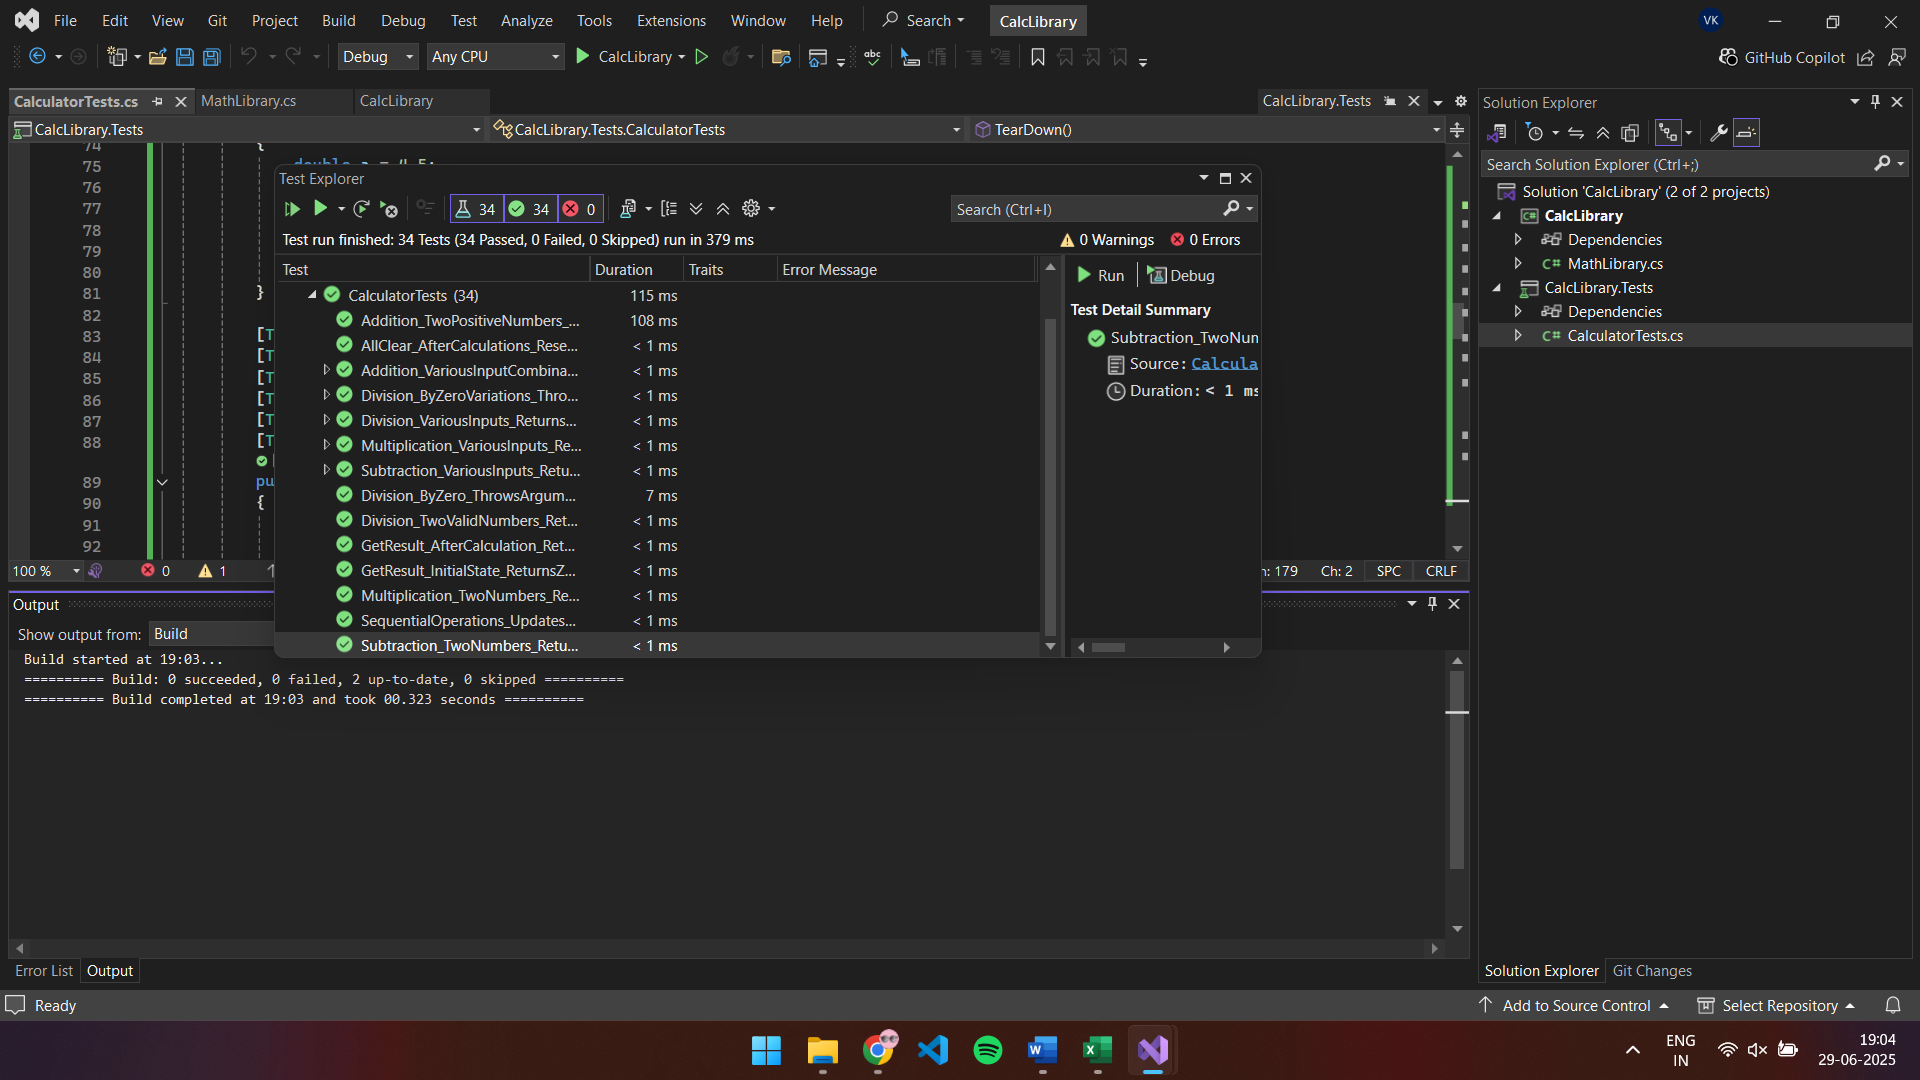 File Edit View Git Project Build Debug Test Analyze Tools Extensions Window Help Search CalcLibrary VK
Debug Any CPU CalcLibrary GitHub Copilot
CalculatorTests.cs MathLibrary.cs CalcLibrary CalcLibrary.Tests
CalcLibrary.Tests CalcLibrary.Tests.CalculatorTests TearDown()
74 {
75
76
77
78
79
80
81 }
82
83 [T
84 [T
85 [T
86 [T
87 [T
88 [T
89 pu
90 {
91
92
100 % 0 1 : 179 Ch: 2 SPC CRLF
Test Explorer
34 34 0 Search (Ctrl+I)
Test run finished: 34 Tests (34 Passed, 0 Failed, 0 Skipped) run in 379 ms 0 Warnings 0 Errors
Test Duration Traits Error Message
CalculatorTests (34) 115 ms
Addition_TwoPositiveNumbers_... 108 ms
AllClear_AfterCalculations_Rese... < 1 ms
Addition_VariousInputCombina... < 1 ms
Division_ByZeroVariations_Thro... < 1 ms
Division_VariousInputs_Returns... < 1 ms
Multiplication_VariousInputs_Re... < 1 ms
Subtraction_VariousInputs_Retu... < 1 ms
Division_ByZero_ThrowsArgum... 7 ms
Division_TwoValidNumbers_Ret... < 1 ms
GetResult_AfterCalculation_Ret... < 1 ms
GetResult_InitialState_ReturnsZ... < 1 ms
Multiplication_TwoNumbers_Re... < 1 ms
SequentialOperations_Updates... < 1 ms
Subtraction_TwoNumbers_Retu... < 1 ms
Run Debug
Test Detail Summary
Subtraction_TwoNum
Source: Calcula
Duration: < 1 ms
Output
Show output from: Build
Build started at 19:03...
========== Build: 0 succeeded, 0 failed, 2 up-to-date, 0 skipped ==========
========== Build completed at 19:03 and took 00.323 seconds ==========
Error List Output
Solution Explorer
Search Solution Explorer (Ctrl+;)
Solution 'CalcLibrary' (2 of 2 projects)
CalcLibrary
Dependencies
C# MathLibrary.cs
CalcLibrary.Tests
Dependencies
C# CalculatorTests.cs
Solution Explorer Git Changes
Ready Add to Source Control Select Repository
ENG
IN
19:04
29-06-2025